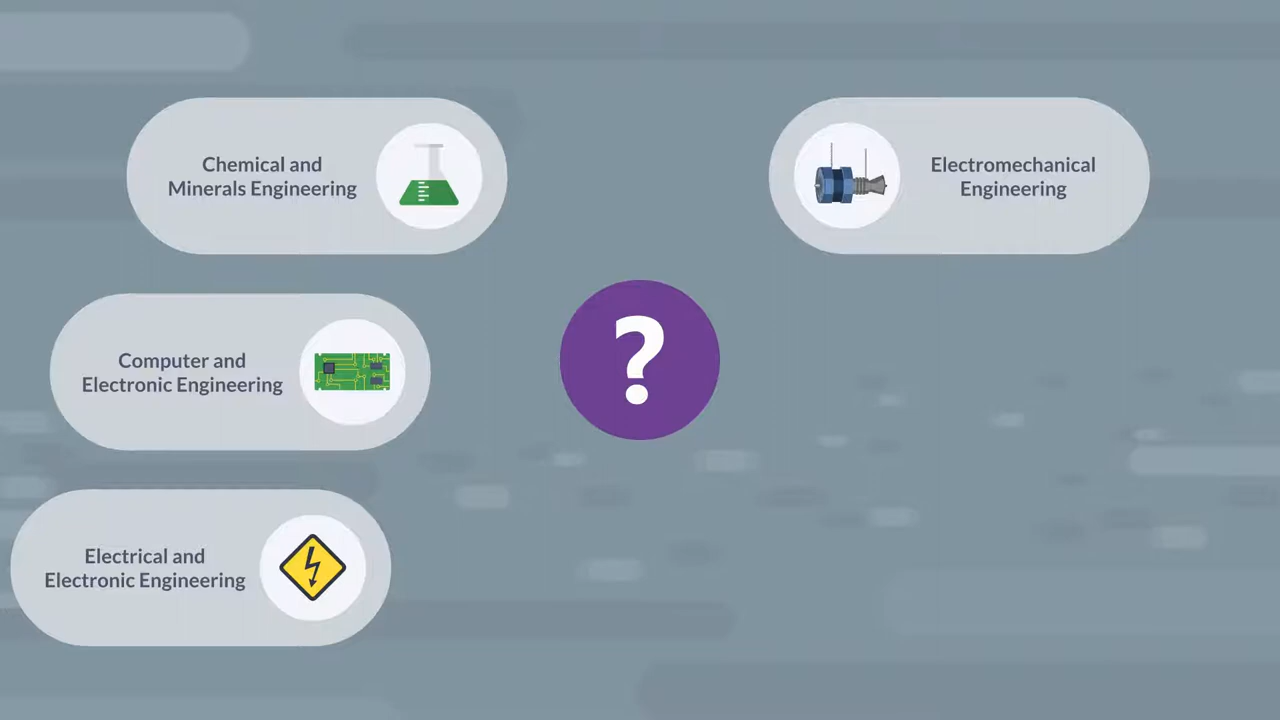 Chemical and
Minerals Engineering
Electromechanical
Engineering
?
Computer and
Electronic Engineering
Electrical and
Electronic Engineering